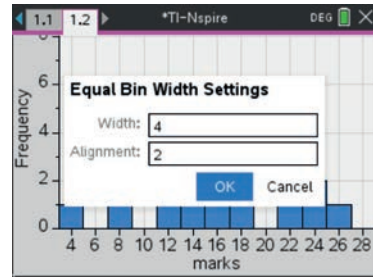 1.1 1.2 *TI-Nspire DEG
Equal Bin Width Settings
Width: 4
Alignment: 2
OK Cancel
Frequency
6
4
2
0
4 6 8 10 12 14 16 18 20 22 24 26 28
marks